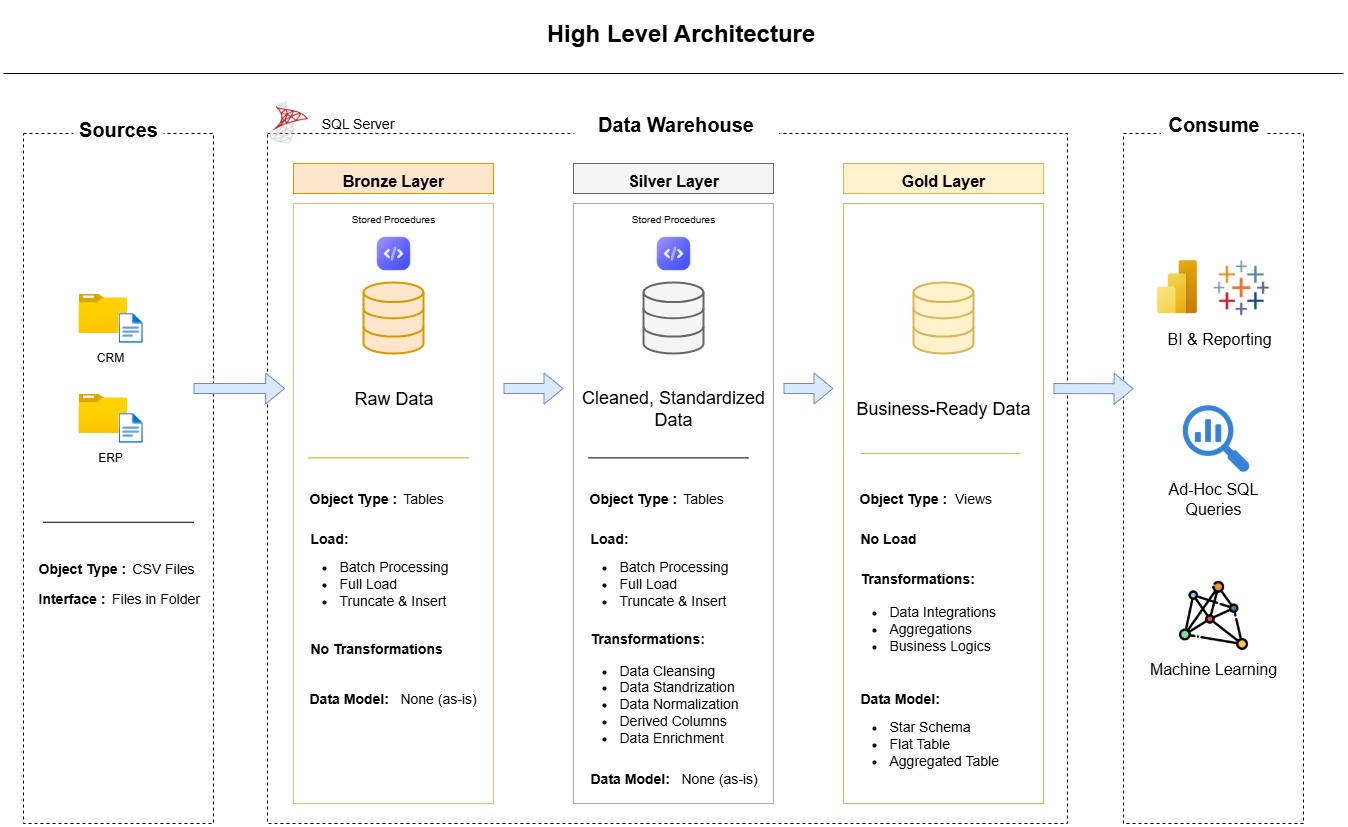 High Level Architecture
Sources
CRM
ERP
Object Type : CSV Files
Interface : Files in Folder
SQL Server
Data Warehouse
Bronze Layer
Stored Procedures
Raw Data
Object Type : Tables
Load:
Batch Processing
Full Load
Truncate & Insert
No Transformations
Data Model: None (as-is)
Silver Layer
Stored Procedures
Cleaned, Standardized
Data
Object Type : Tables
Load:
Batch Processing
Full Load
Truncate & Insert
Transformations:
Data Cleansing
Data Standrization
Data Normalization
Derived Columns
Data Enrichment
Data Model: None (as-is)
Gold Layer
Business-Ready Data
Object Type : Views
No Load
Transformations:
Data Integrations
Aggregations
Business Logics
Data Model:
Star Schema
Flat Table
Aggregated Table
Consume
BI & Reporting
Ad-Hoc SQL
Queries
Machine Learning